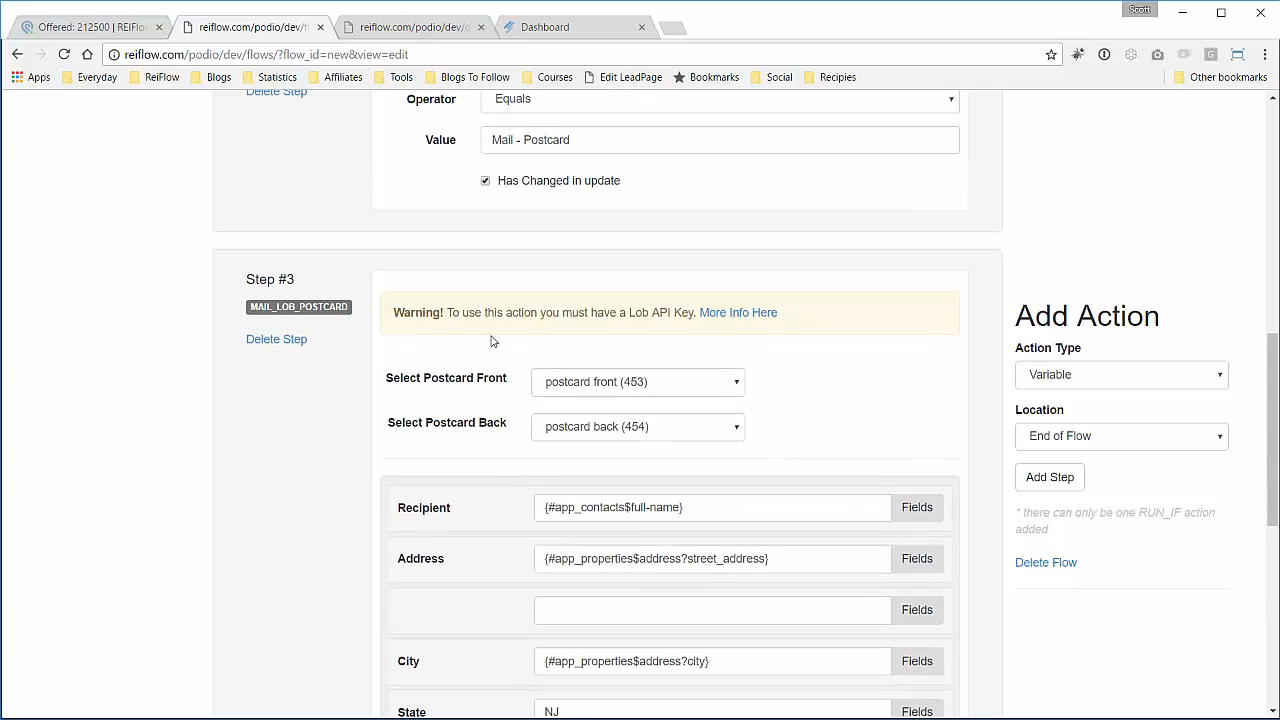 Scott
Offered: 212500 | REIFlo
reiflow.com/podio/dev/f
reiflow.com/podio/dev/
Dashboard
reiflow.com/podio/dev/flows/?flow_id=new&view=edit
Apps
Everyday
ReiFlow
Blogs
Statistics
Affiliates
Tools
Blogs To Follow
Courses
Edit LeadPage
Bookmarks
Social
Recipies
Other bookmarks
Delete Step
Operator
Equals
Value
Mail - Postcard
Has Changed in update
Step #3
MAIL_LOB_POSTCARD
Delete Step
Warning! To use this action you must have a Lob API Key. More Info Here
Select Postcard Front
postcard front (453)
Select Postcard Back
postcard back (454)
Recipient
{#app_contacts$full-name}
Fields
Address
{#app_properties$address?street_address}
Fields
Fields
City
{#app_properties$address?city}
Fields
State
NJ
Fields
Add Action
Action Type
Variable
Location
End of Flow
Add Step
* there can only be one RUN_IF action
added
Delete Flow